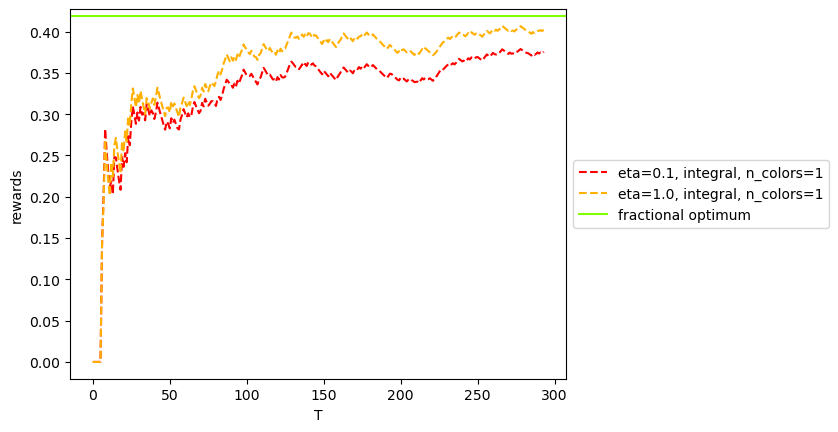 0.40
0.35
0.30
0.25
0.20
0.15
0.10
0.05
0.00
rewards
0 50 100 150 200 250 300
T
eta=0.1, integral, n_colors=1
eta=1.0, integral, n_colors=1
fractional optimum